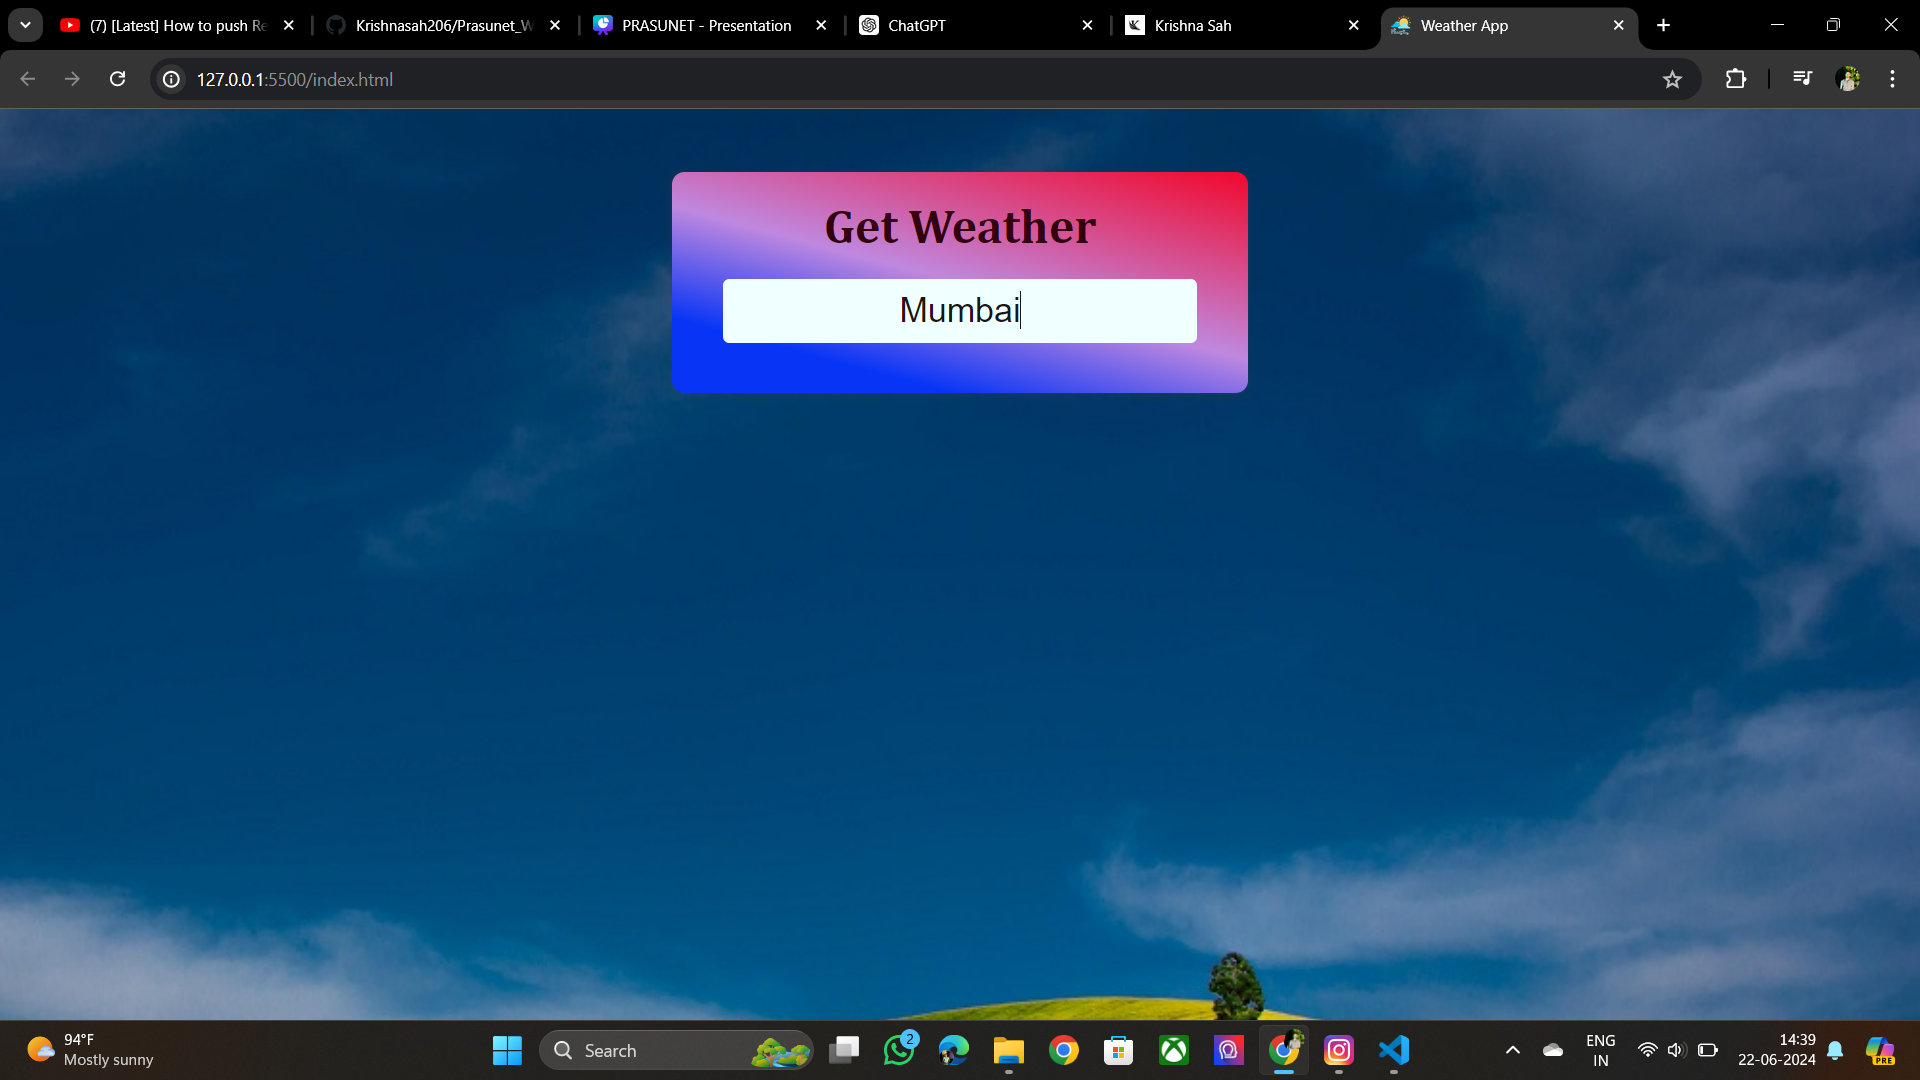 (7) [Latest] How to push Re
Krishnasah206/Prasunet_W
PRASUNET - Presentation
ChatGPT
Krishna Sah
Weather App
127.0.0.1:5500/index.html
Get Weather
Mumbai
94°F
Mostly sunny
Search
2
ENG
IN
14:39
22-06-2024
PRE